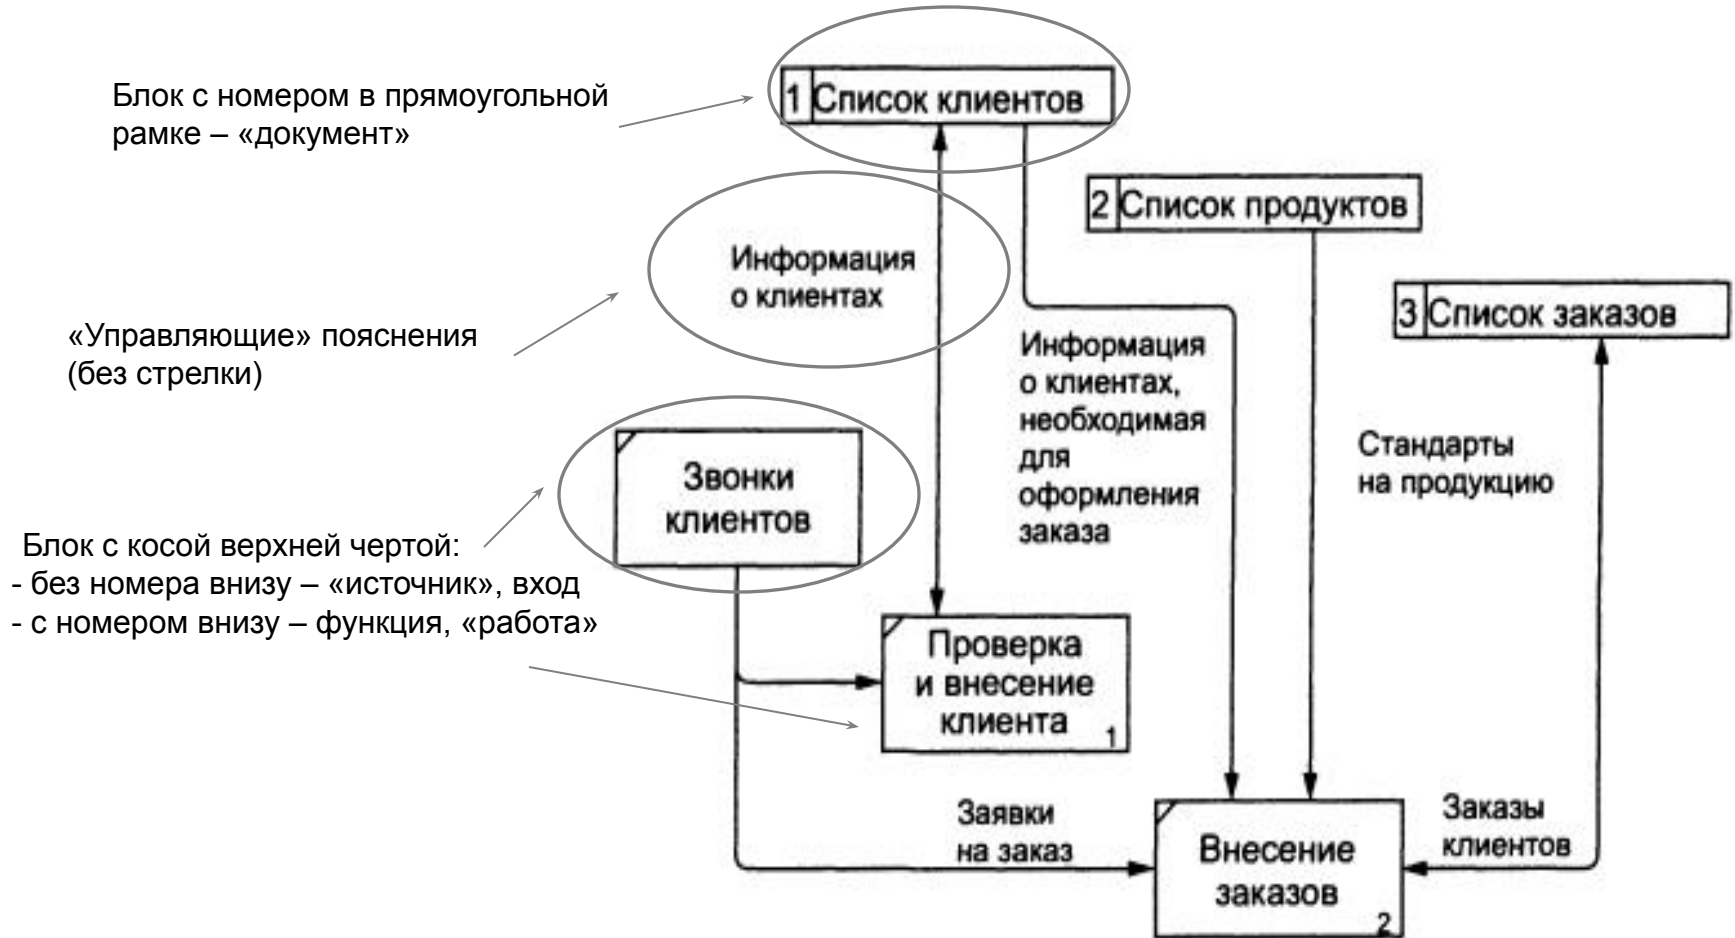 Блок с номером в прямоугольной
рамке – «документ»
1 Список клиентов
2 Список продуктов
3 Список заказов
Информация
о клиентах
«Управляющие» пояснения
(без стрелки)
Информация
о клиентах,
необходимая
для
оформления
заказа
Стандарты
на продукцию
Звонки
клиентов
Блок с косой верхней чертой:
- без номера внизу – «источник», вход
- с номером внизу – функция, «работа»
Проверка
и внесение
клиента
1
Заявки
на заказ
Внесение
заказов
2
Заказы
клиентов